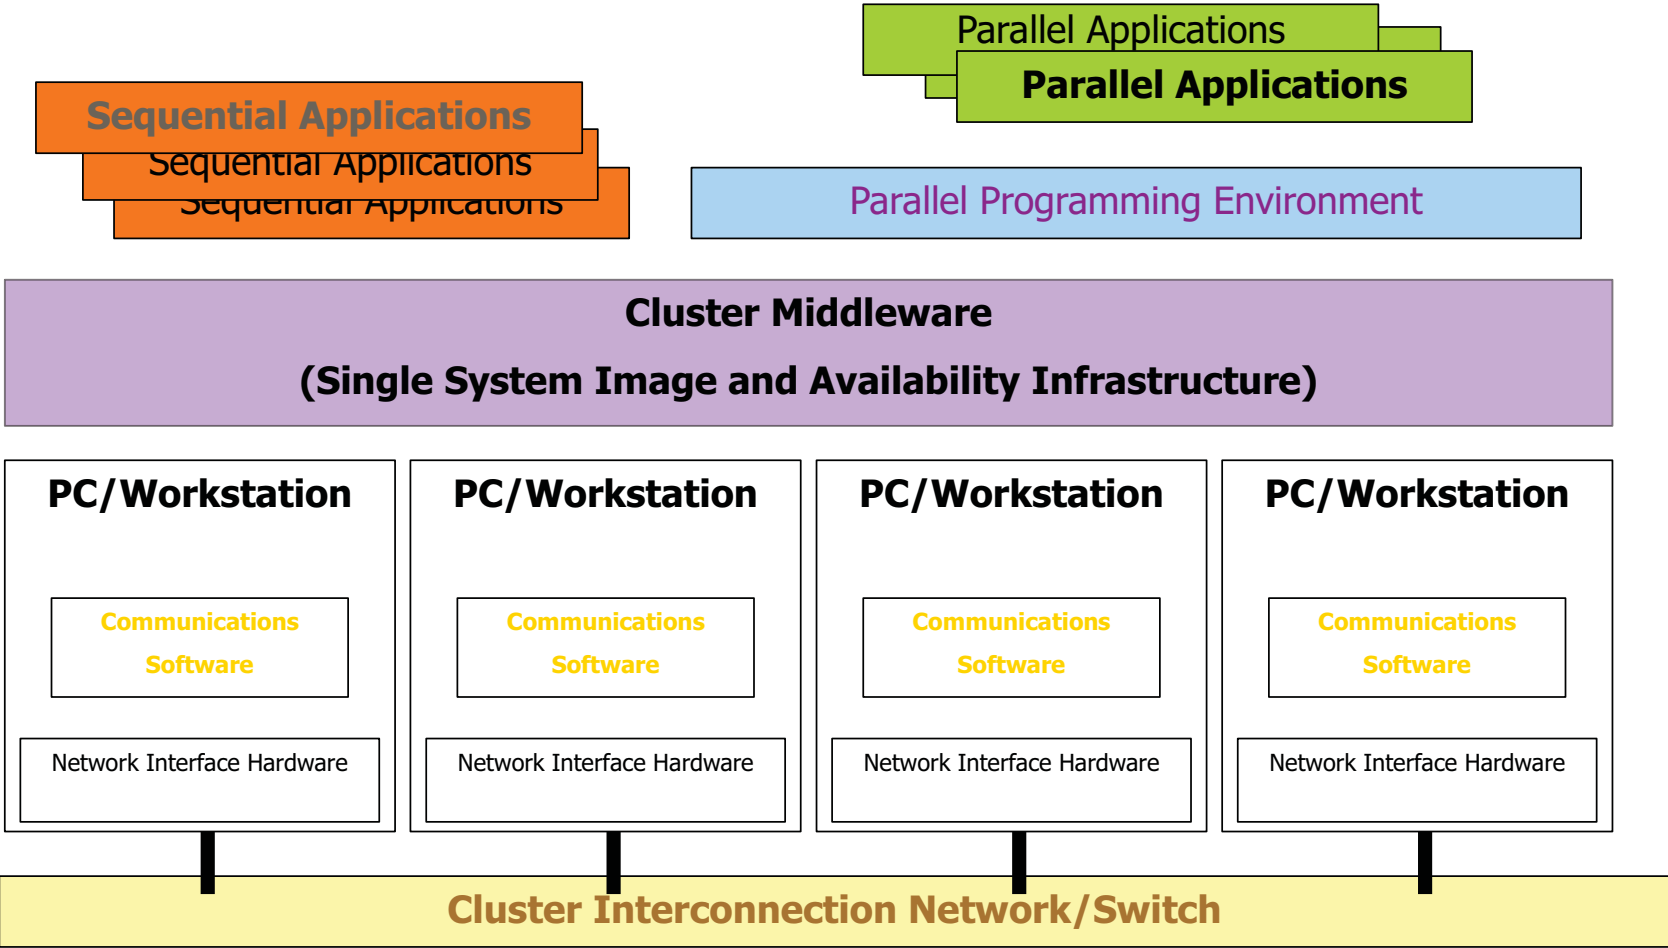 Parallel Applications
Parallel Applications
Sequential Applications
Sequential Applications
Sequential Applications
Parallel Programming Environment
Cluster Middleware
(Single System Image and Availability Infrastructure)
PC/Workstation
PC/Workstation
PC/Workstation
PC/Workstation
Communications
Software
Communications
Software
Communications
Software
Communications
Software
Network Interface Hardware
Network Interface Hardware
Network Interface Hardware
Network Interface Hardware
Cluster Interconnection Network/Switch